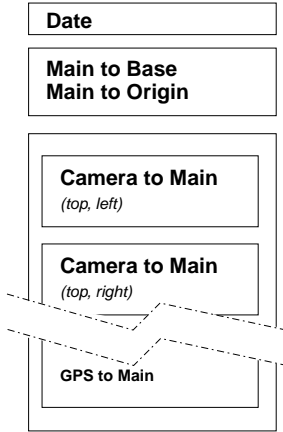 Date
Main to Base
Main to Origin
Camera to Main
(top, left)
Camera to Main
(top, right)
GPS to Main